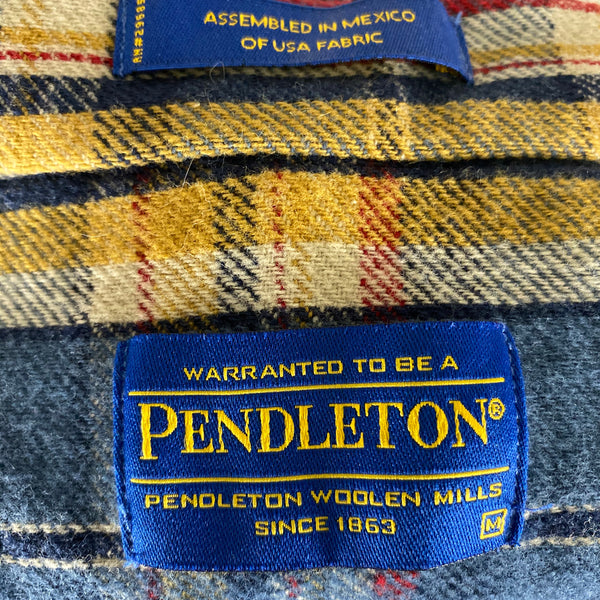 ASSEMBLED IN MEXICO
OF USA FABRIC
WARRANTED TO BE A
PENDLETON®
PENDLETON WOOLEN MILLS
SINCE 1863
M